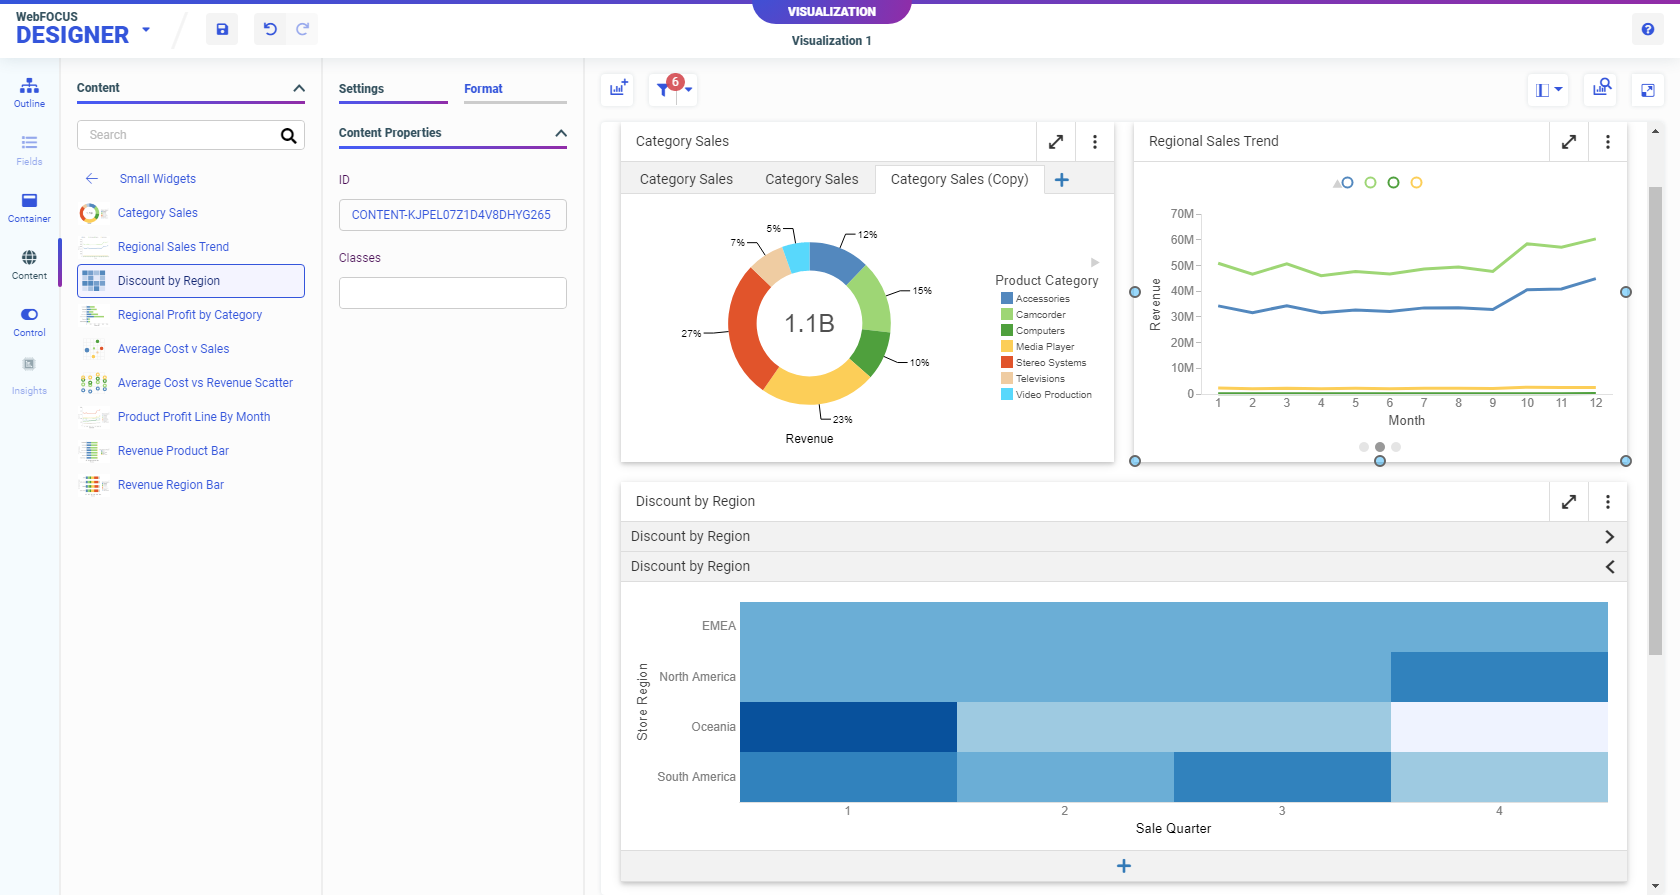 WebFOCUS
DESIGNER
VISUALIZATION
Visualization 1
Outline
Fields
Container
Content
Control
Insights
Content
Search
Small Widgets
Category Sales
Regional Sales Trend
Discount by Region
Regional Profit by Category
Average Cost v Sales
Average Cost vs Revenue Scatter
Product Profit Line By Month
Revenue Product Bar
Revenue Region Bar
Settings
Format
Content Properties
ID
CONTENT-KJPEL07Z1D4V8DHYG265
Classes
6
Category Sales
Category Sales
Category Sales
Category Sales (Copy)
5%
12%
7%
15%
27%
1.1B
10%
23%
Revenue
Product Category
Accessories
Camcorder
Computers
Media Player
Stereo Systems
Televisions
Video Production
Regional Sales Trend
70M
60M
50M
40M
30M
20M
10M
0
Revenue
1 2 3 4 5 6 7 8 9 10 11 12
Month
Discount by Region
Discount by Region
Discount by Region
Store Region
EMEA
North America
Oceania
South America
1 2 3 4
Sale Quarter